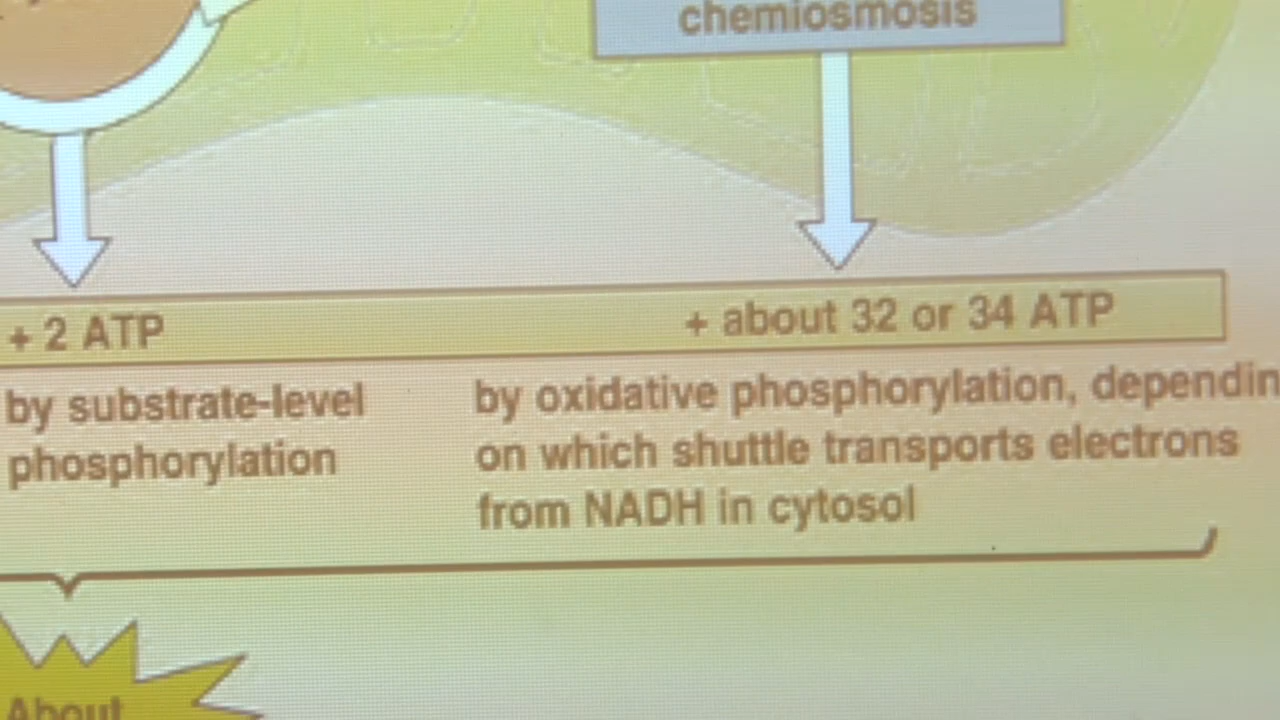 chemiosmosis
+ 2 ATP
+ about 32 or 34 ATP
by substrate-level
phosphorylation
by oxidative phosphorylation, dependin
on which shuttle transports electrons
from NADH in cytosol
About